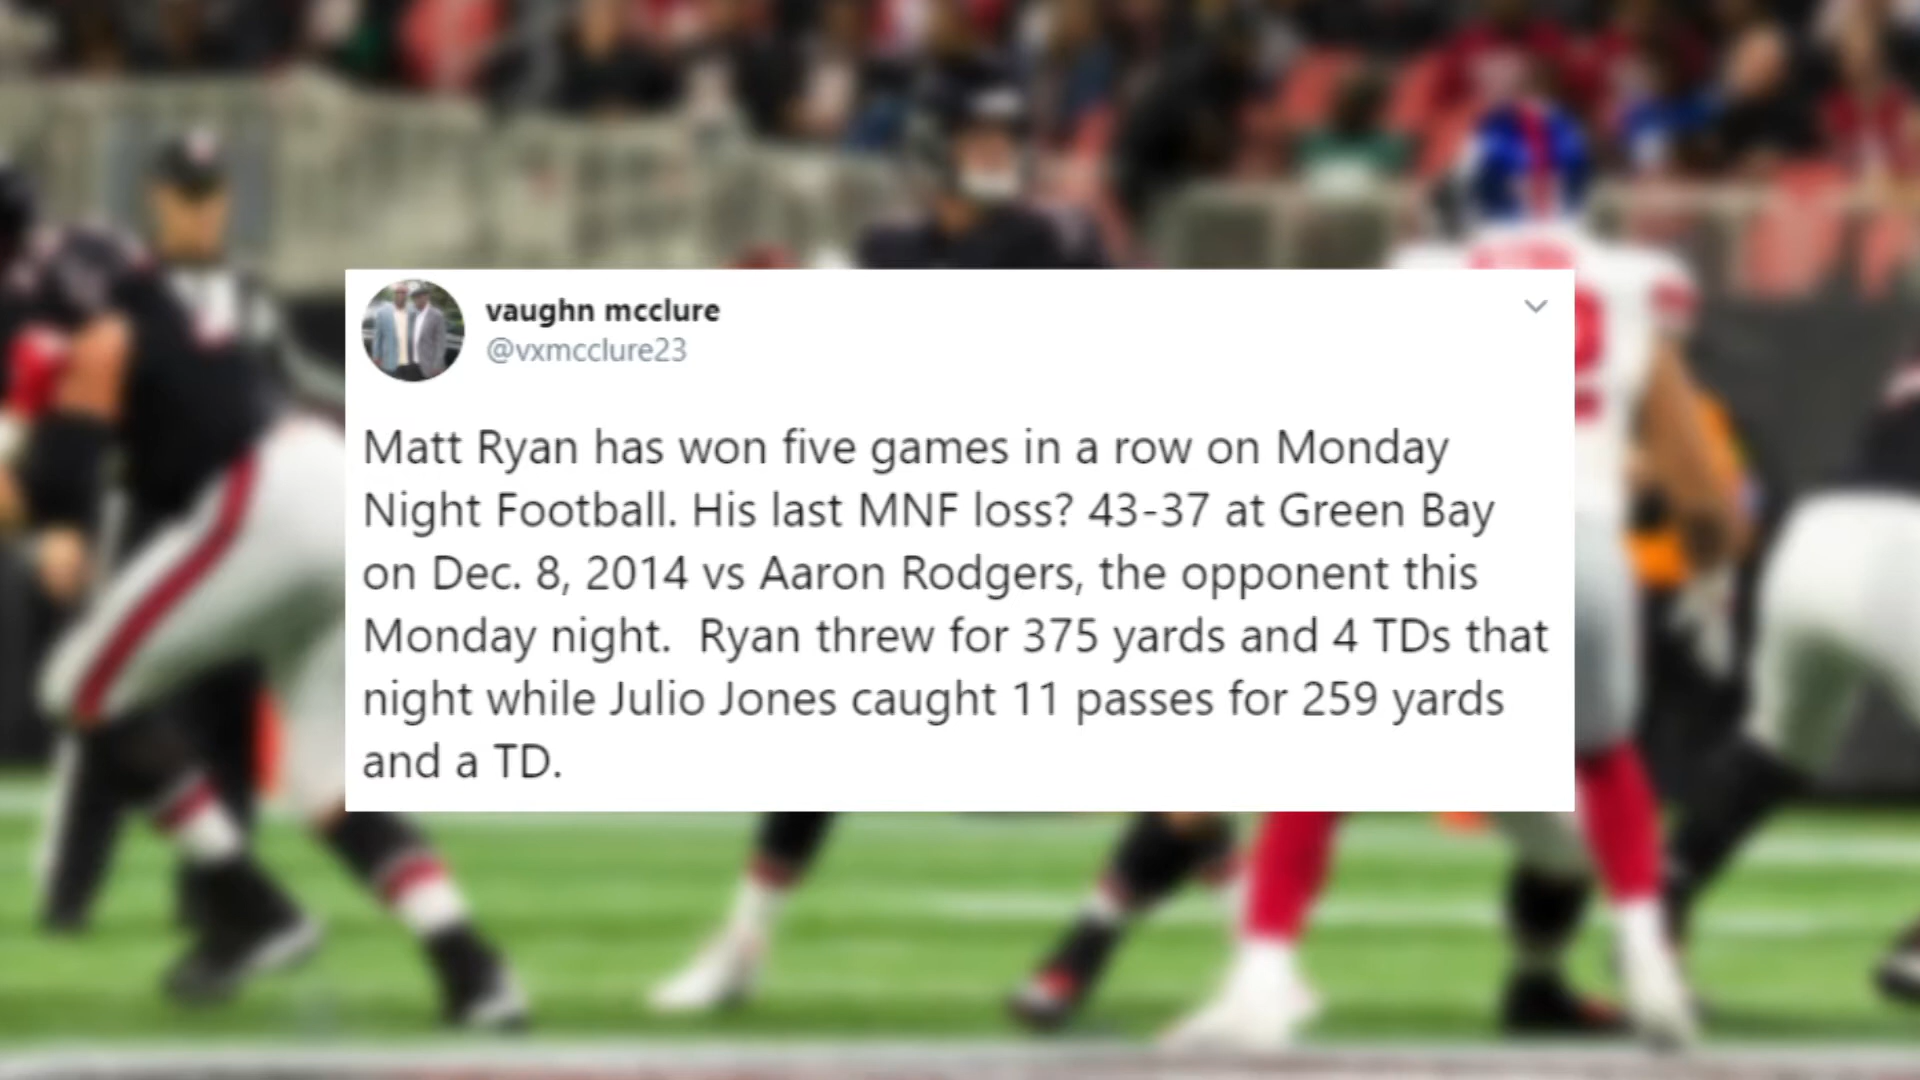 vaughn mcclure
@vxmcclure23
Matt Ryan has won five games in a row on Monday
Night Football. His last MNF loss? 43-37 at Green Bay
on Dec. 8, 2014 vs Aaron Rodgers, the opponent this
Monday night.  Ryan threw for 375 yards and 4 TDs that
night while Julio Jones caught 11 passes for 259 yards
and a TD.